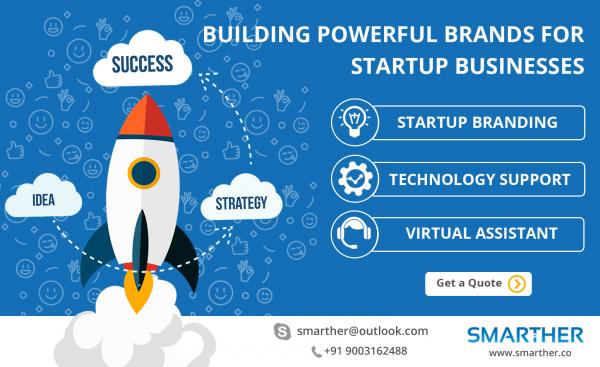 BUILDING POWERFUL BRANDS FOR
STARTUP BUSINESSES
SUCCESS
IDEA
STRATEGY
STARTUP BRANDING
TECHNOLOGY SUPPORT
VIRTUAL ASSISTANT
Get a Quote
smarther@outlook.com
+91 9003162488
SMARTHER
www.smarther.co